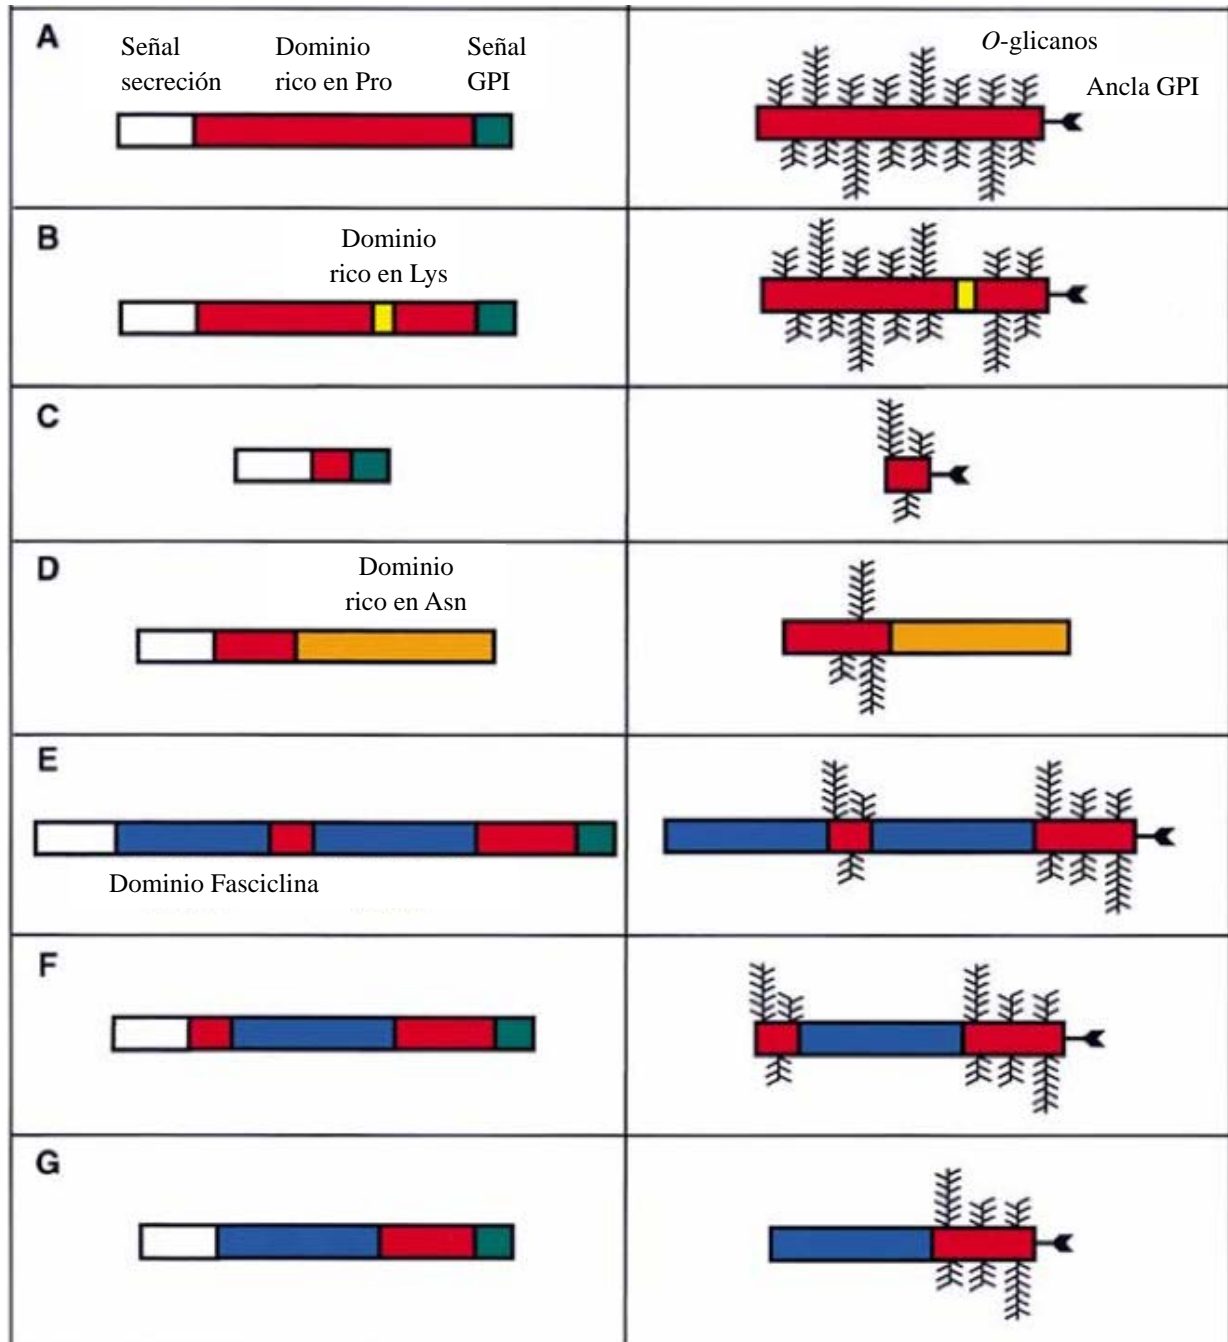 A
Señal
secreción
Dominio
rico en Pro
Señal
GPI
O-glicanos
Ancla GPI
B
Dominio
rico en Lys
C
D
Dominio
rico en Asn
E
Dominio Fasciclina
F
G